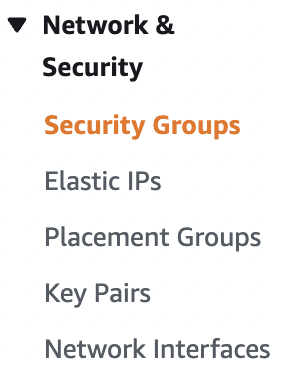 Network &
Security
Security Groups
Elastic IPs
Placement Groups
Key Pairs
Network Interfaces